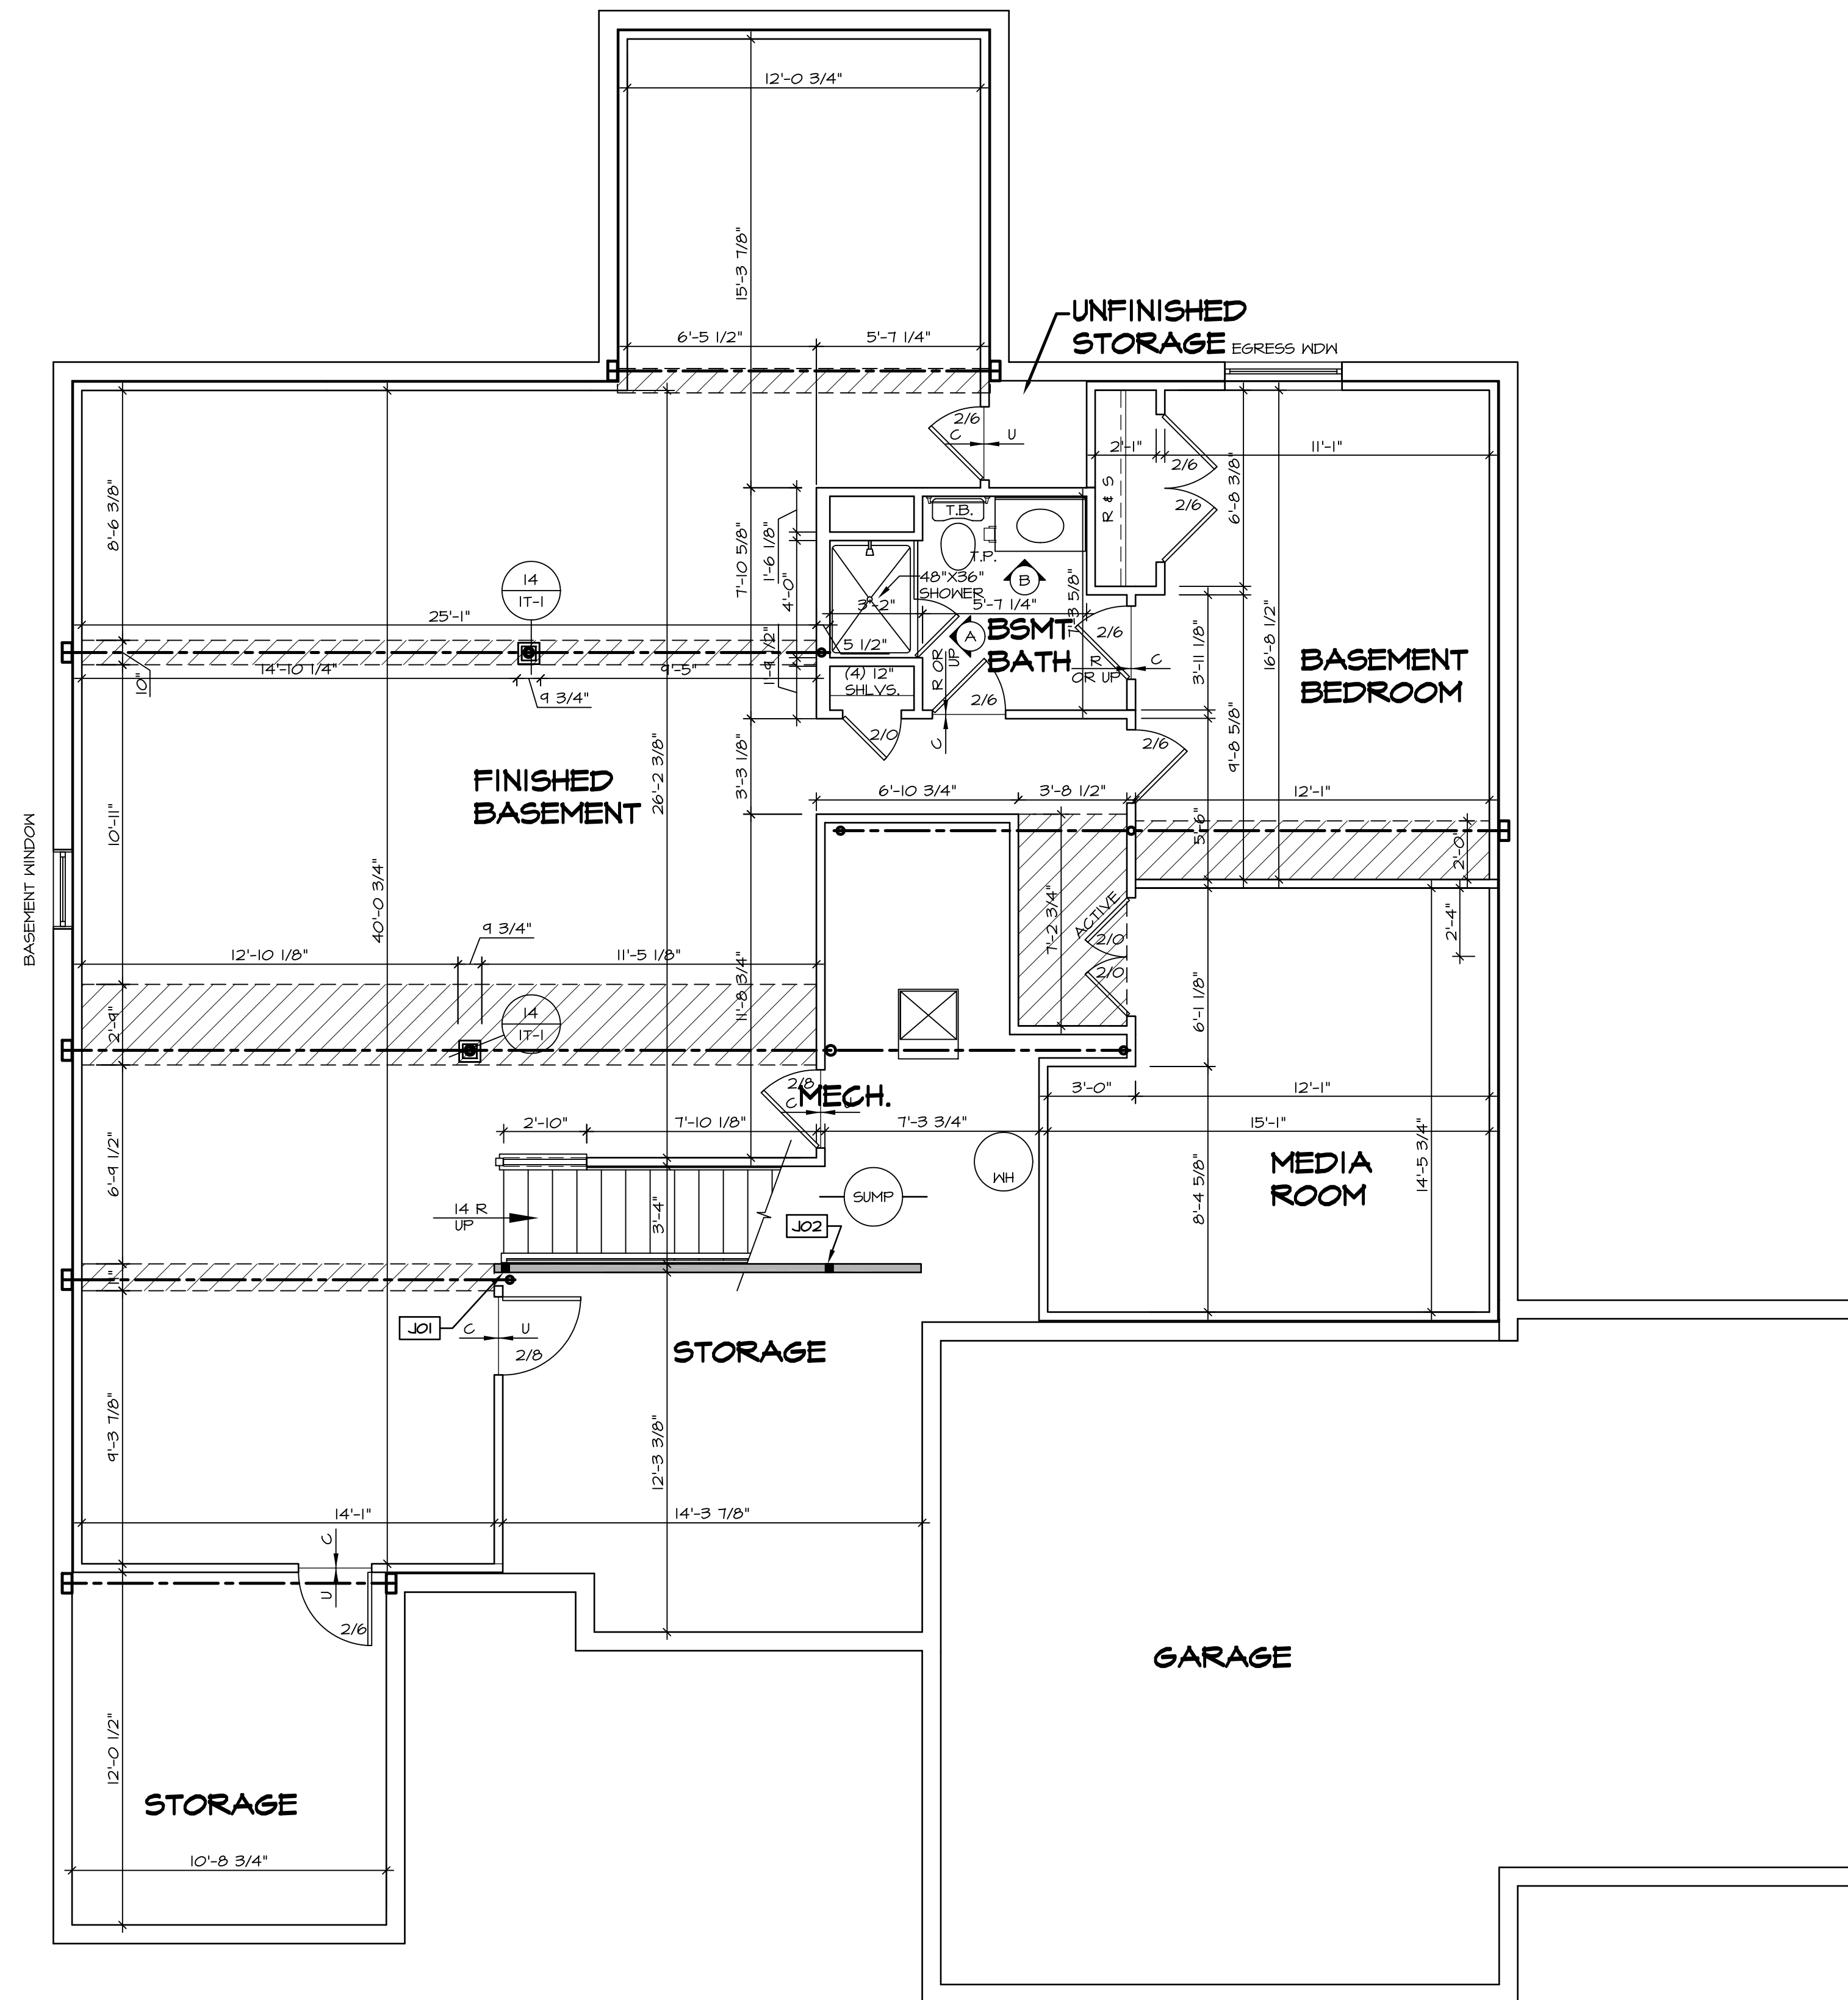 12'-0 3/4"
15'-3 7/8"
UNFINISHED
STORAGE
EGRESS WDW
6'-5 1/2"
5'-7 1/4"
2/6
C
U
2'-1"
11'-1"
2/6
2/6
R & S
6'-8 3/8"
16'-8 1/2"
8'-6 3/8"
7'-10 5/8"
1'-6 1/8"
4'-0"
T.B.
T.P.
B
48"X36"
SHOWER
3'-2"
5'-7 1/4"
7'-3 5/8"
14
1T-1
25'-1"
14'-10 1/4"
9'-5"
9 3/4"
10"
5 1/2"
1'-9 1/2"
(4) 12"
SHLVS.
A
BSMT
BATH
R OR
UP
R
OR UP
C
2/6
2/6
2/0
C
2/6
3'-11 1/8"
9'-8 5/8"
BASEMENT
BEDROOM
FINISHED
BASEMENT
26'-2 3/8"
3'-3 1/8"
6'-10 3/4"
3'-8 1/2"
12'-1"
5'-6"
2'-0"
BASEMENT WINDOW
10'-11"
40'-0 3/4"
7'-2 3/4"
ACTIVE
2/0
2/0
2'-4"
9 3/4"
12'-10 1/8"
11'-5 1/8"
11'-8 3/4"
6'-1 1/8"
2'-9"
14
1T-1
2/8
MECH.
C
U
3'-0"
12'-1"
2'-10"
7'-10 1/8"
7'-3 3/4"
15'-1"
6'-9 1/2"
WH
SUMP
MEDIA
ROOM
14'-5 3/4"
8'-4 5/8"
14 R
UP
3'-4"
J02
11"
J01
C
U
2/8
STORAGE
9'-3 7/8"
12'-3 3/8"
14'-1"
14'-3 7/8"
C
U
2/6
GARAGE
12'-0 1/2"
STORAGE
10'-8 3/4"